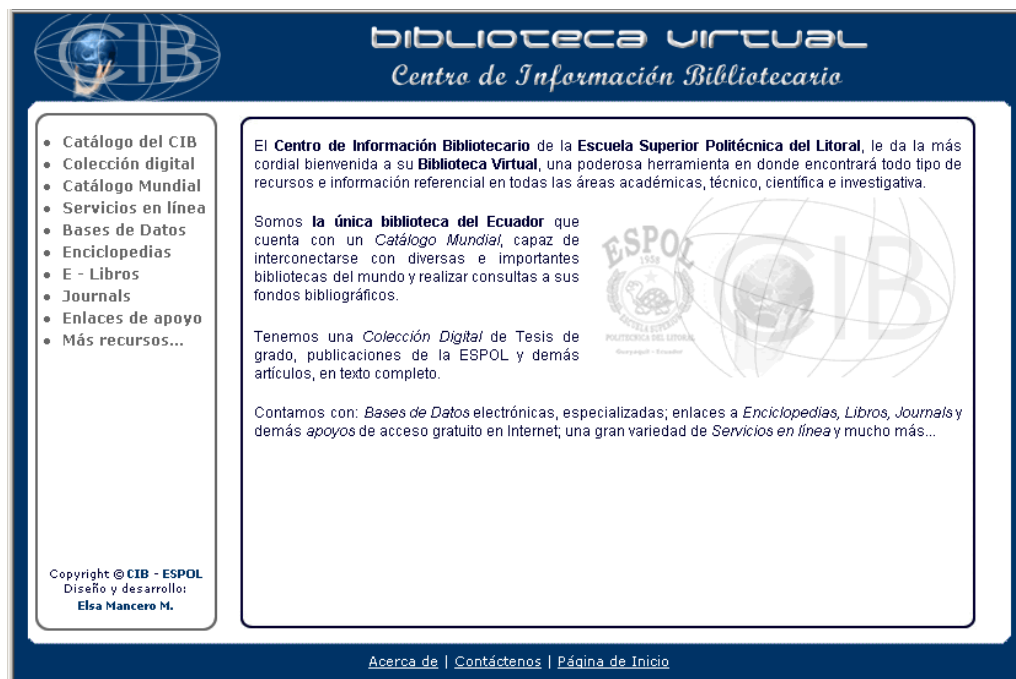 CIB
biblioteca virtual
Centro de Información Bibliotecario
Catálogo del CIB
Colección digital
Catálogo Mundial
Servicios en línea
Bases de Datos
Enciclopedias
E - Libros
Journals
Enlaces de apoyo
Más recursos...
Copyright © CIB - ESPOL
Diseño y desarrollo:
Elsa Mancero M.
El Centro de Información Bibliotecario de la Escuela Superior Politécnica del Litoral, le da la más
cordial bienvenida a su Biblioteca Virtual, una poderosa herramienta en donde encontrará todo tipo de
recursos e información referencial en todas las áreas académicas, técnico, científica e investigativa.
Somos la única biblioteca del Ecuador que
cuenta con un Catálogo Mundial, capaz de
interconectarse con diversas e importantes
bibliotecas del mundo y realizar consultas a sus
fondos bibliográficos.
ESPOL
1958
ESCUELA SUPERIOR
POLITECNICA DEL LITORAL
Guayaquil - Ecuador
CIB
Tenemos una Colección Digital de Tesis de
grado, publicaciones de la ESPOL y demás
artículos, en texto completo.
Contamos con: Bases de Datos electrónicas, especializadas; enlaces a Enciclopedias, Libros, Journals y
demás apoyos de acceso gratuito en Internet; una gran variedad de Servicios en línea y mucho más...
Acerca de | Contáctenos | Página de Inicio